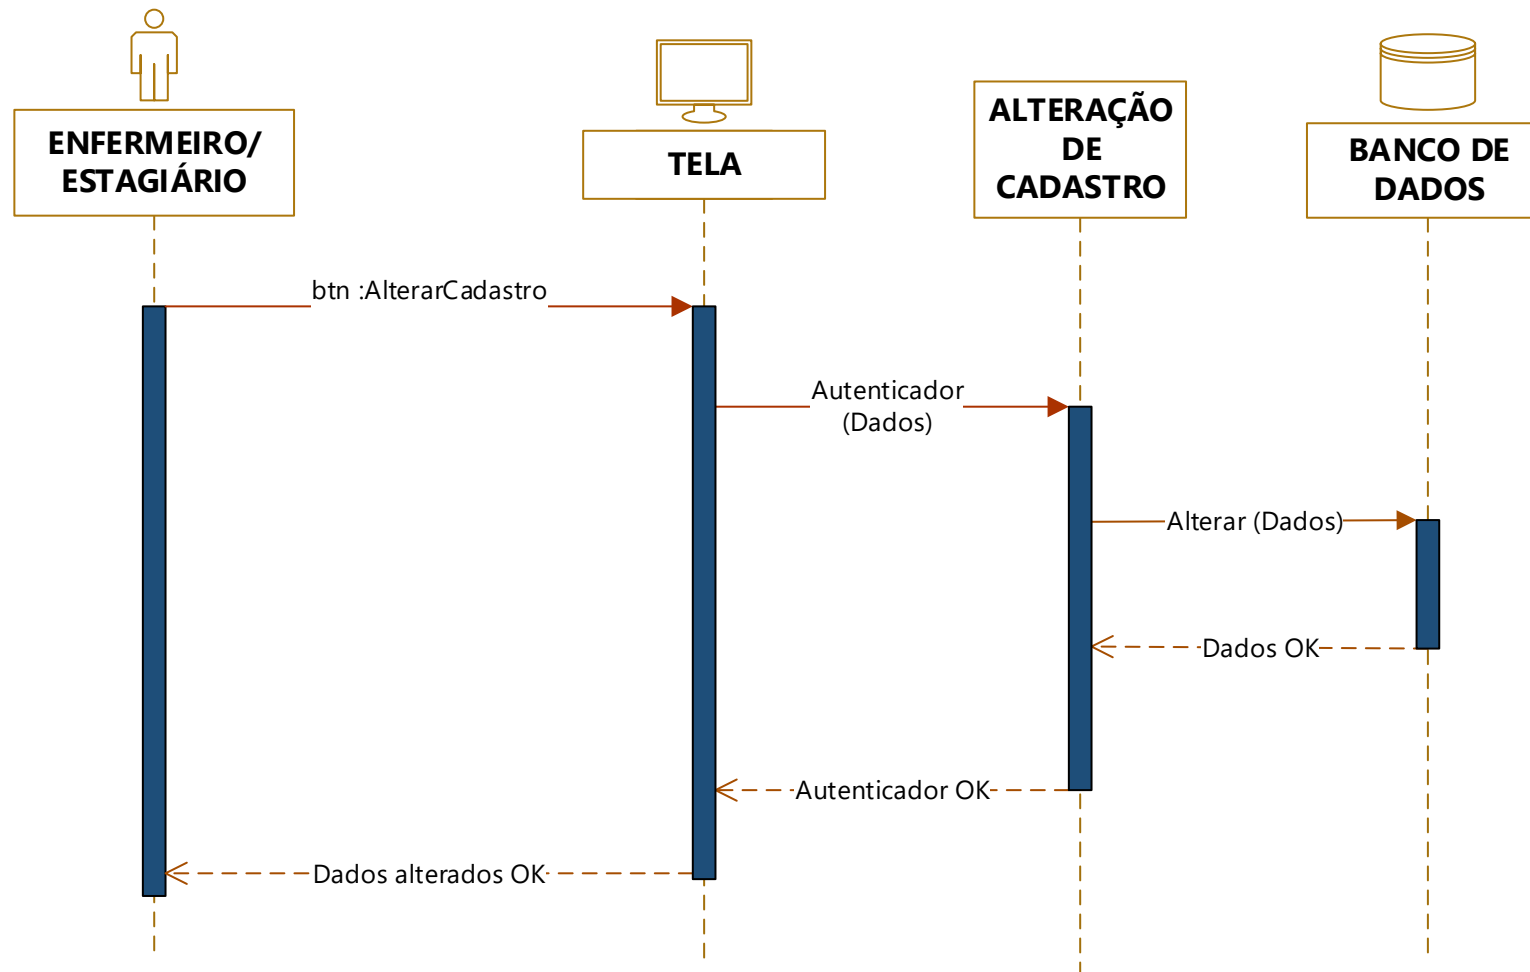 ENFERMEIRO/
ESTAGIÁRIO
TELA
ALTERAÇÃO
DE
CADASTRO
BANCO DE
DADOS
btn :AlterarCadastro
Autenticador
(Dados)
Alterar (Dados)
Dados OK
Autenticador OK
Dados alterados OK